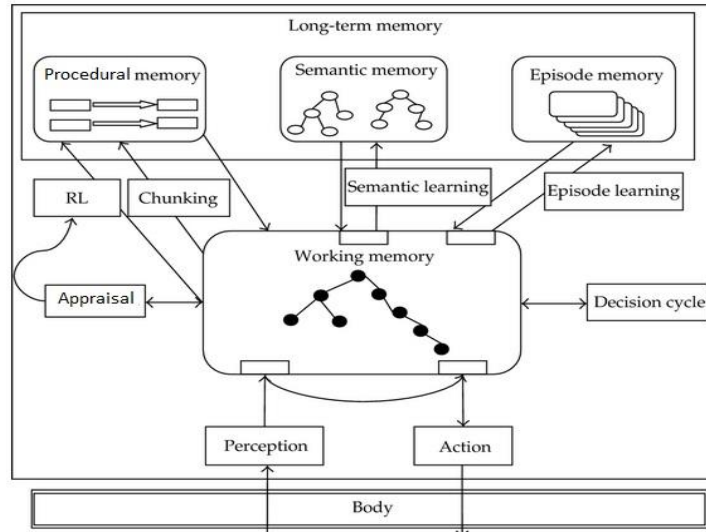 Long-term memory
Procedural memory
Semantic memory
Episode memory
RL
Chunking
Semantic learning
Episode learning
Working memory
Appraisal
Decision cycle
Perception
Action
Body